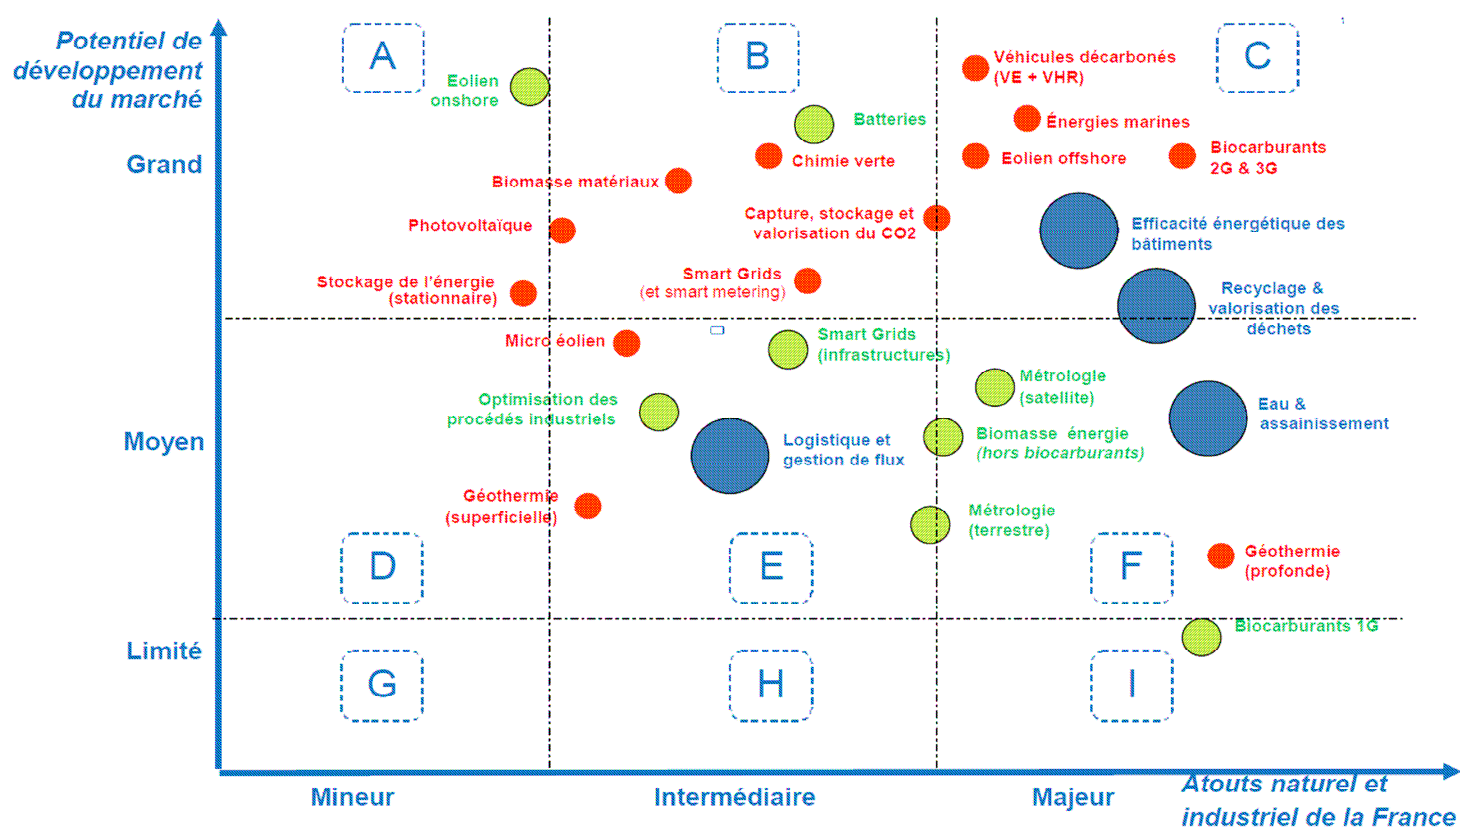 Potentiel de
développement
du marché
A
B
C
Eolien
onshore
Véhicules décarbonés
(VE + VHR)
Batteries
Énergies marines
Grand
Chimie verte
Eolien offshore
Biocarburants
2G & 3G
Biomasse matériaux
Photovoltaïque
Capture, stockage et
valorisation du CO2
Efficacité énergétique des
bâtiments
Stockage de l'énergie
(stationnaire)
Smart Grids
(et smart metering)
Recyclage &
valorisation des
déchets
Micro éolien
Smart Grids
(infrastructures)
Optimisation des
procédés industriels
Métrologie
(satellite)
Eau &
assainissement
Moyen
Logistique et
gestion de flux
Biomasse énergie
(hors biocarburants)
Géothermie
(superficielle)
Métrologie
(terrestre)
Géothermie
(profonde)
D
E
F
Biocarburants 1G
Limité
G
H
I
Mineur
Intermédiaire
Majeur
Atouts naturel et
industriel de la France